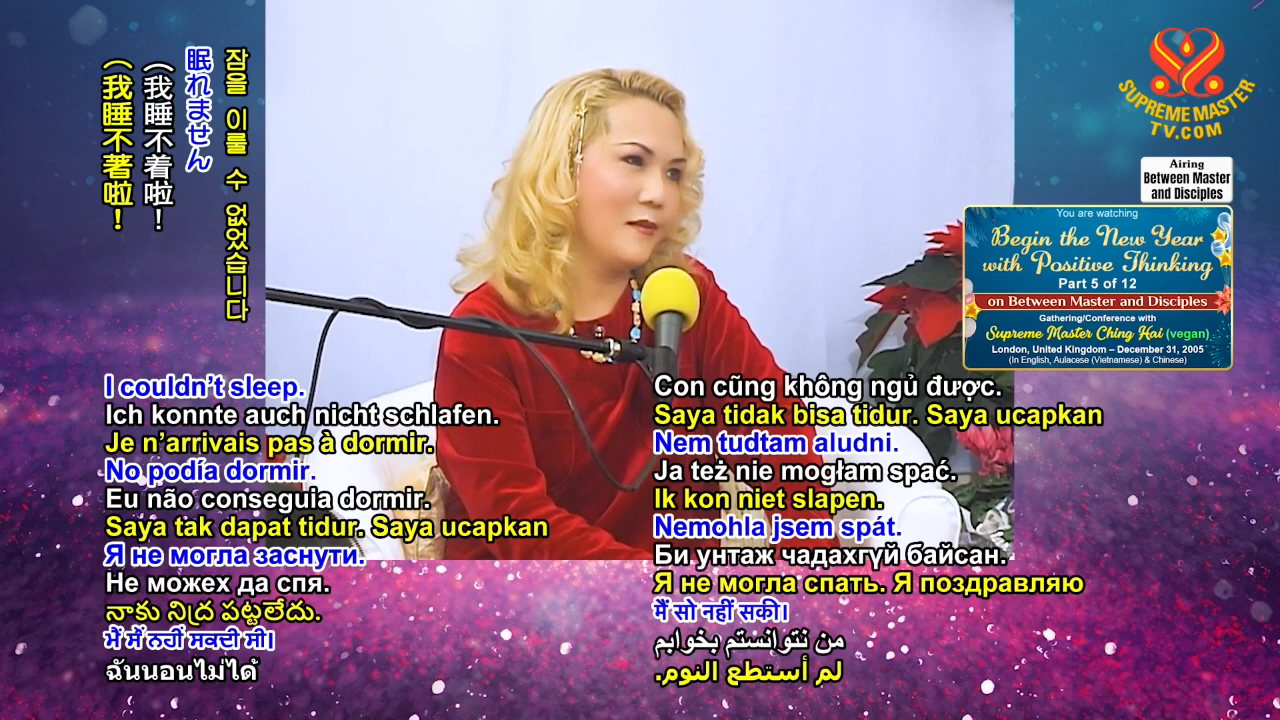 잠을 이룰 수 없었습니다
眠れません
（我睡不着啦！
（我睡不著啦！
SUPREME MASTER
TV.COM
Airing
Between Master
and Disciples
You are watching
Begin the New Year
with Positive Thinking
Part 5 of 12
on Between Master and Disciples
Gathering/Conference with
Supreme Master Ching Hai (vegan)
London, United Kingdom – December 31, 2005
(In English, Aulacese (Vietnamese) & Chinese)
I couldn’t sleep.
Ich konnte auch nicht schlafen.
Je n’arrivais pas à dormir.
No podía dormir.
Eu não conseguia dormir.
Saya tak dapat tidur. Saya ucapkan
Я не могла заснути.
Не можех да спя.
నాకు నిద్ర పట్టలేదు.
ਮੈਂ ਸੌਂ ਨਹੀਂ ਸਕਦੀ ਸੀ।
ฉันนอนไม่ได้
Con cũng không ngủ được.
Saya tidak bisa tidur. Saya ucapkan
Nem tudtam aludni.
Ja też nie mogłam spać.
Ik kon niet slapen.
Nemohla jsem spát.
Би унтаж чадахгүй байсан.
Я не могла спать. Я поздравляю
मैं सो नहीं सकी।
من نتوانستم بخوابم
لم أستطع النوم.